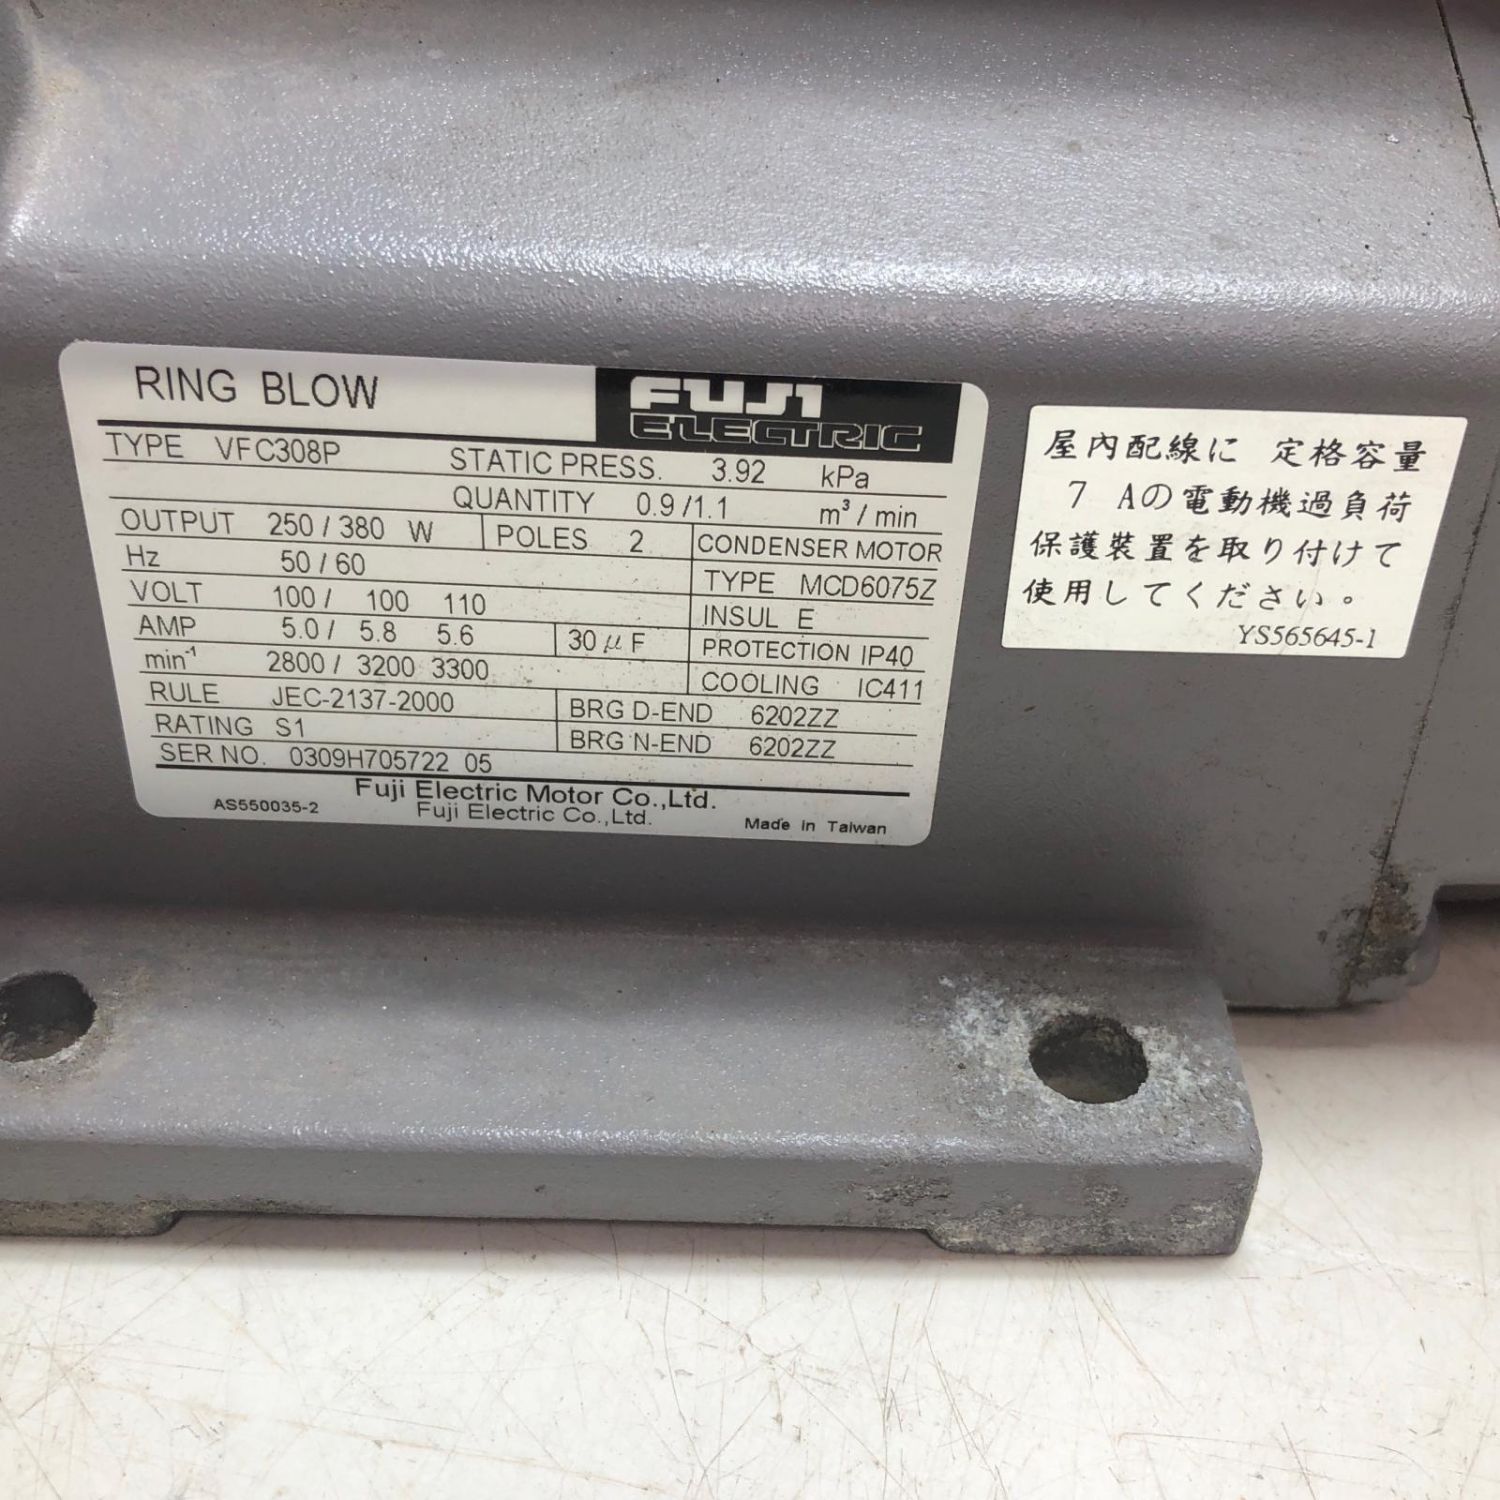 RING BLOW
FUJI
ELECTRIC
TYPE VFC308P STATIC PRESS. 3.92 kPa
QUANTITY 0.9/1.1 m³/min
OUTPUT 250/380 W POLES 2 CONDENSER MOTOR
Hz 50/60 TYPE MCD6075Z
VOLT 100/ 100 110 INSUL E
AMP 5.0/ 5.8 5.6 30μF PROTECTION IP40
min⁻¹ 2800/ 3200 3300 COOLING IC411
RULE JEC-2137-2000 BRG D-END 6202ZZ
RATING S1 BRG N-END 6202ZZ
SER NO. 0309H705722 05
Fuji Electric Motor Co.,Ltd.
AS550035-2 Fuji Electric Co.,Ltd. Made in Taiwan
屋内配線に 定格容量
7 Aの電動機過負荷
保護装置を取り付けて
使用してください。
YS565645-1